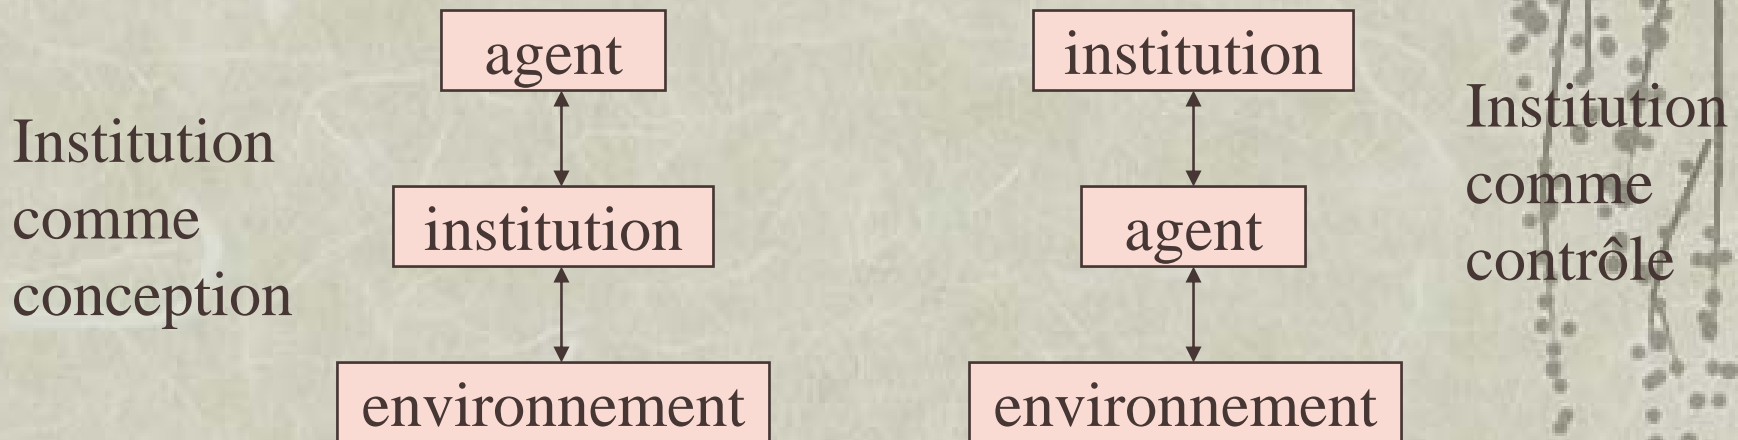 Institution
comme
conception
agent
institution
environnement
institution
agent
environnement
Institution
comme
contrôle